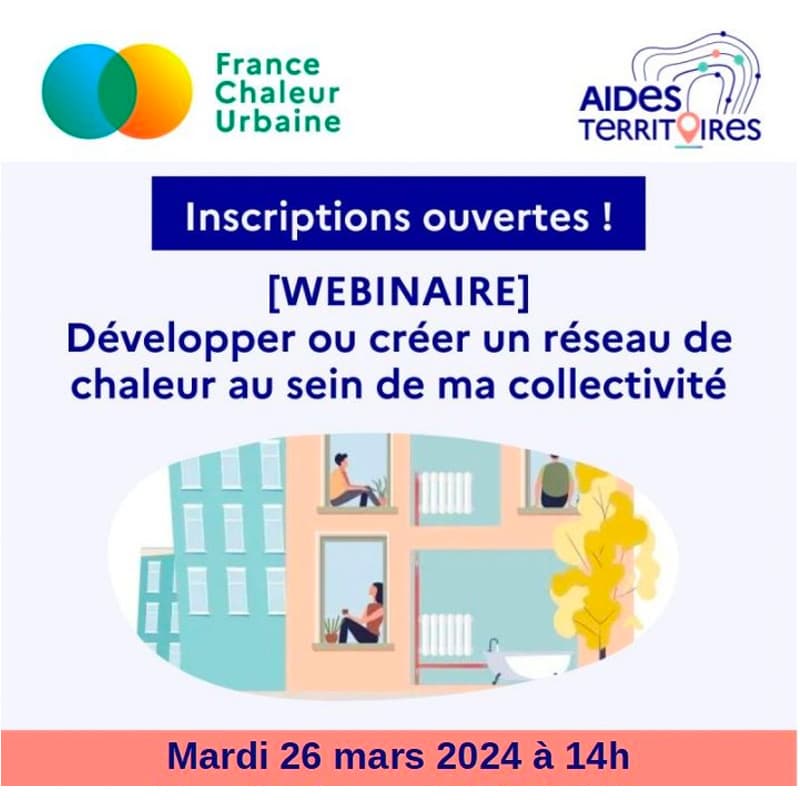 France
Chaleur
Urbaine
AIDES
TERRITOIRES
Inscriptions ouvertes !
[WEBINAIRE]
Développer ou créer un réseau de
chaleur au sein de ma collectivité
Mardi 26 mars 2024 à 14h